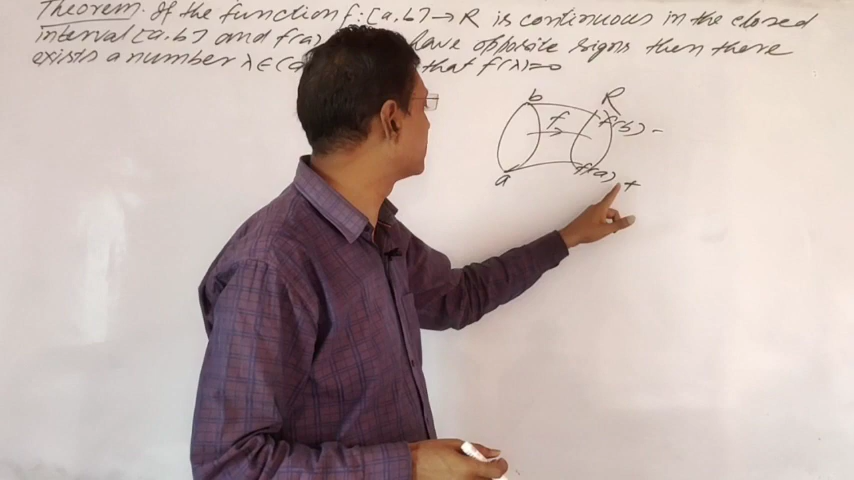 Theorem. If the function f: [a,b] → R is continuous in the closed
interval [a,b] and f(a) have opposite signs then there
exists a number λ∈(a that f(λ)=0
b R
f f(b) -
a f(a) +